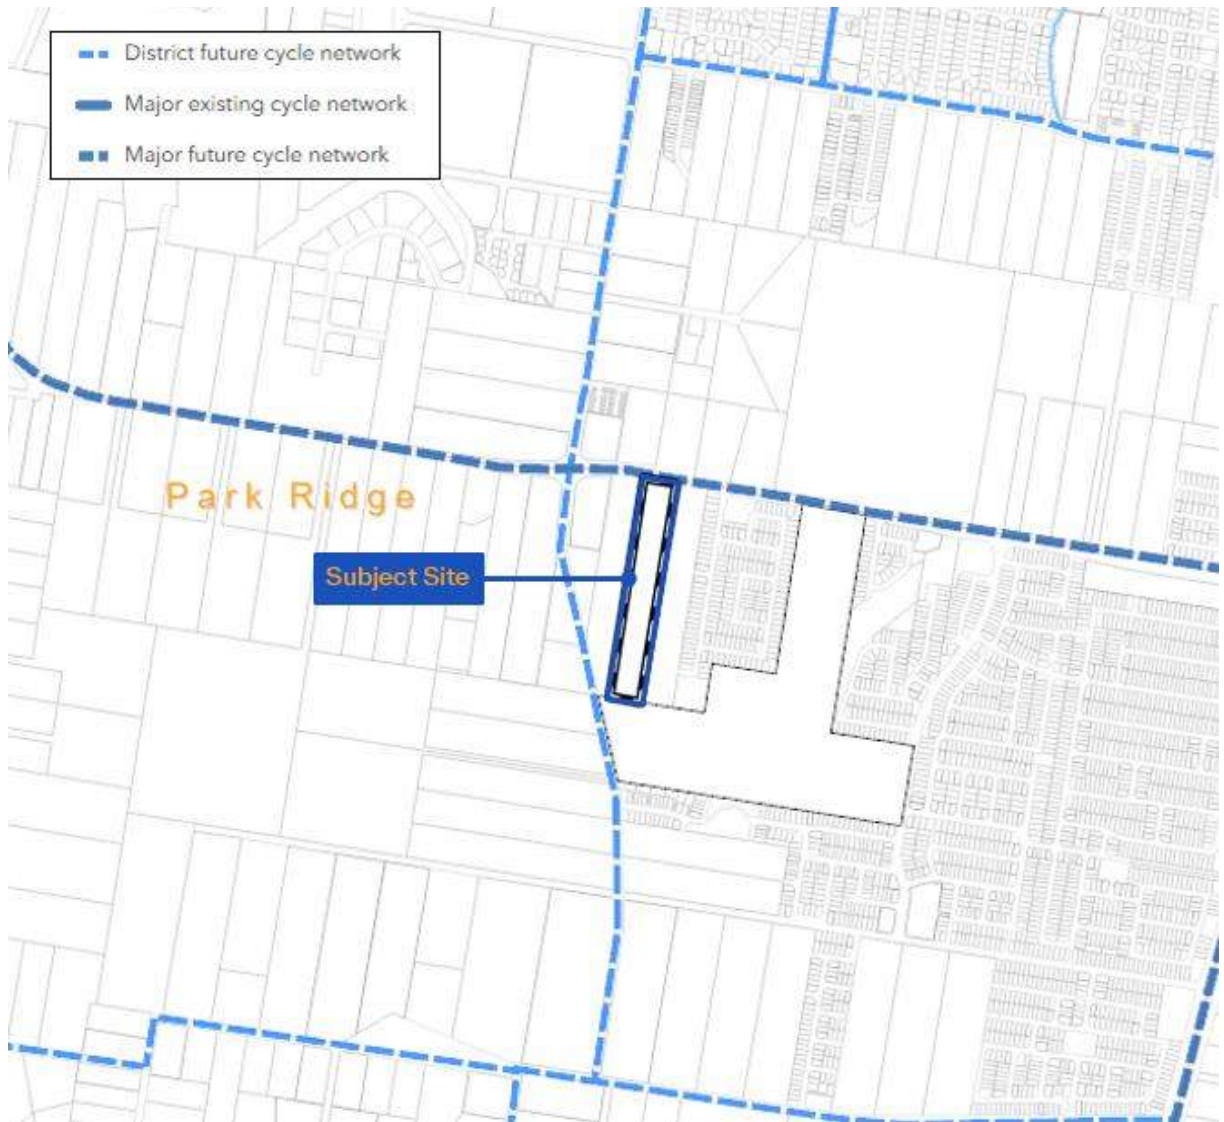 District future cycle network
Major existing cycle network
Major future cycle network
Park Ridge
Subject Site